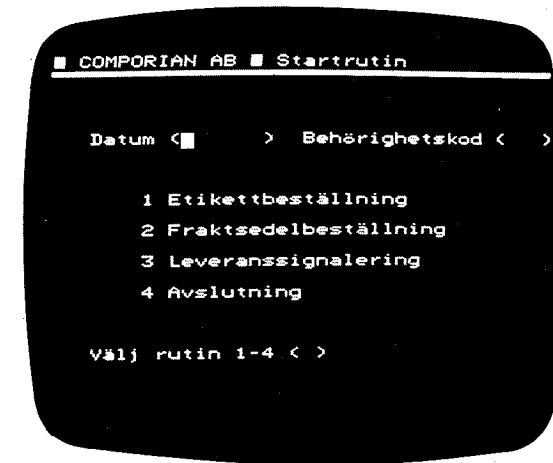 ■ COMPORIAN AB ■ Startrutin
Datum <■ > Behörighetskod < >
1 Etikettbeställning
2 Fraktsedelbeställning
3 Leveranssignalering
4 Avslutning
Välj rutin 1-4 < >